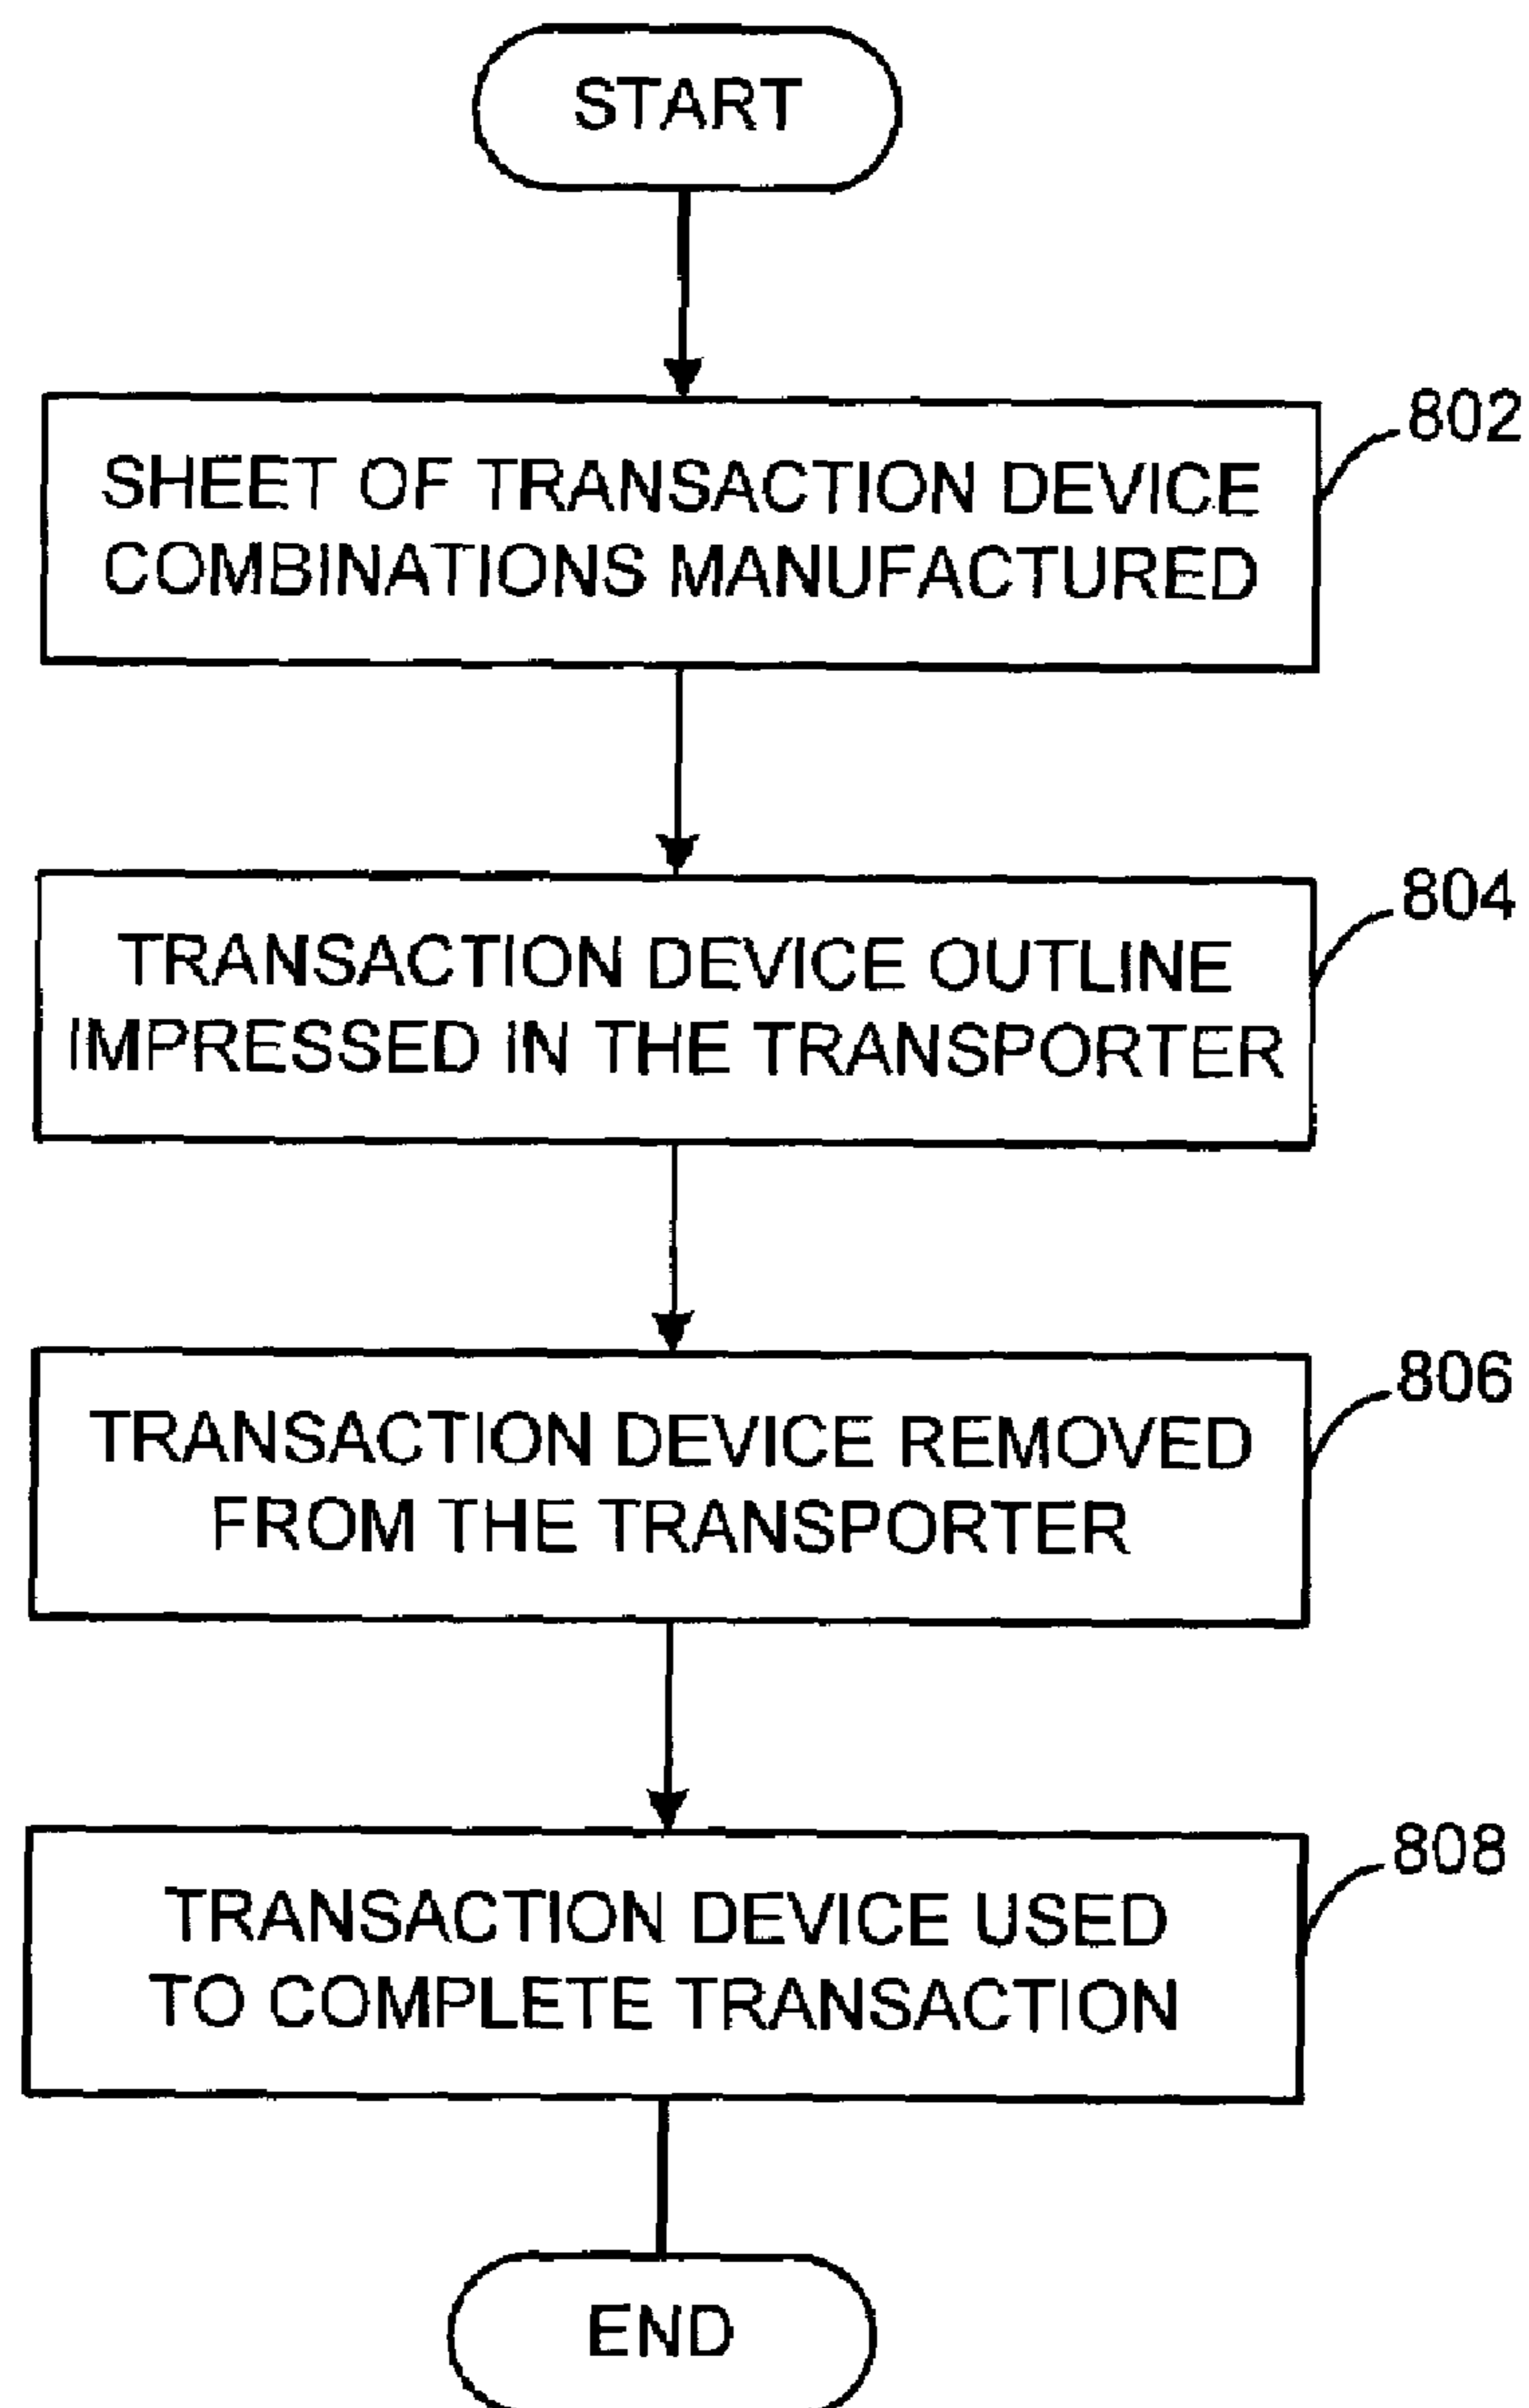 START
802
SHEET OF TRANSACTION DEVICE
COMBINATIONS MANUFACTURED
804
TRANSACTION DEVICE OUTLINE
IMPRESSED IN THE TRANSPORTER
806
TRANSACTION DEVICE REMOVED
FROM THE TRANSPORTER
808
TRANSACTION DEVICE USED
TO COMPLETE TRANSACTION
END